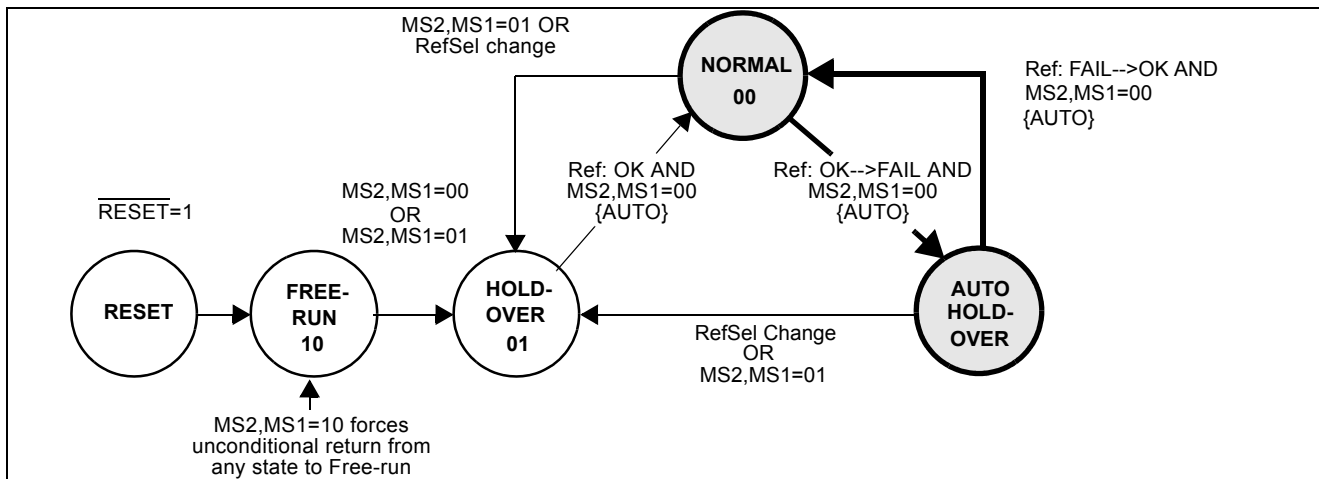 MS2,MS1=01 OR
RefSel change
NORMAL
00
Ref: FAIL-->OK AND
MS2,MS1=00
{AUTO}
Ref: OK AND
MS2,MS1=00
{AUTO}
Ref: OK-->FAIL AND
MS2,MS1=00
{AUTO}
RESET=1
MS2,MS1=00
OR
MS2,MS1=01
RESET
FREE-
RUN
10
HOLD-
OVER
01
AUTO
HOLD-
OVER
RefSel Change
OR
MS2,MS1=01
MS2,MS1=10 forces
unconditional return from
any state to Free-run